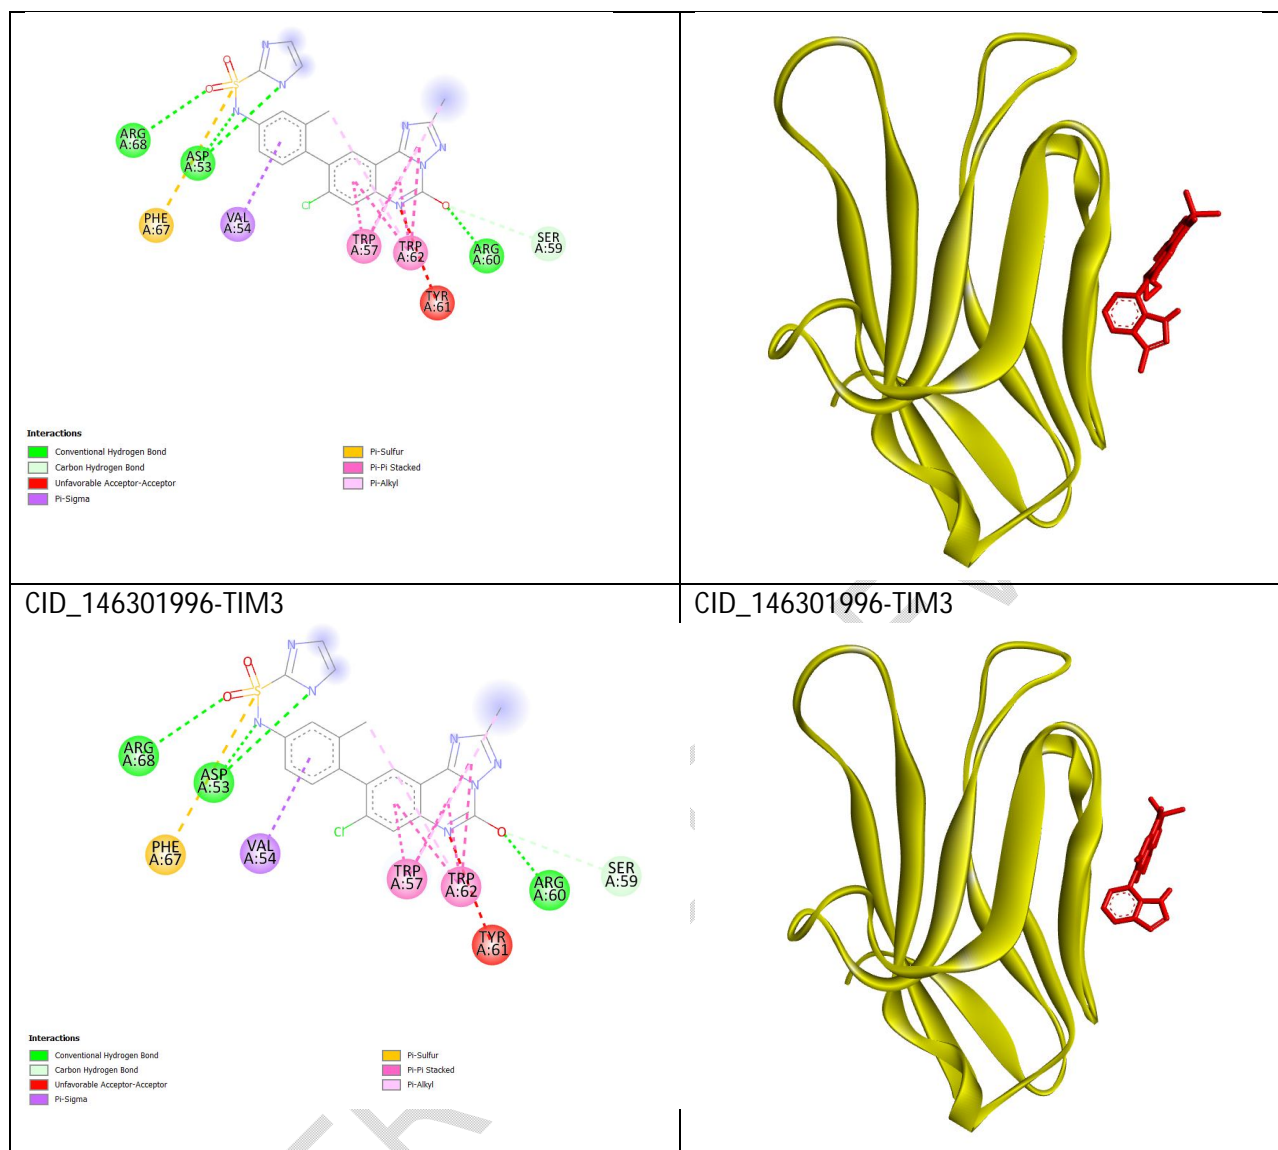 N
N
O
S
O
N
N
ARG
A:68
ASP
A:53
N
N
N
PHE
A:67
VAL
A:54
Cl
N
O
TRP
A:57
TRP
A:62
ARG
A:60
SER
A:59
TYR
A:61
Interactions
Conventional Hydrogen Bond
Carbon Hydrogen Bond
Unfavorable Acceptor-Acceptor
Pi-Sigma
Pi-Sulfur
Pi-Pi Stacked
Pi-Alkyl
CID_146301996-TIM3
CID_146301996-TIM3
N
O
S
O
N
N
ARG
A:68
ASP
A:53
N
N
N
PHE
A:67
VAL
A:54
Cl
N
O
TRP
A:57
TRP
A:62
ARG
A:60
SER
A:59
TYR
A:61
Interactions
Conventional Hydrogen Bond
Carbon Hydrogen Bond
Unfavorable Acceptor-Acceptor
Pi-Sigma
Pi-Sulfur
Pi-Pi Stacked
Pi-Alkyl